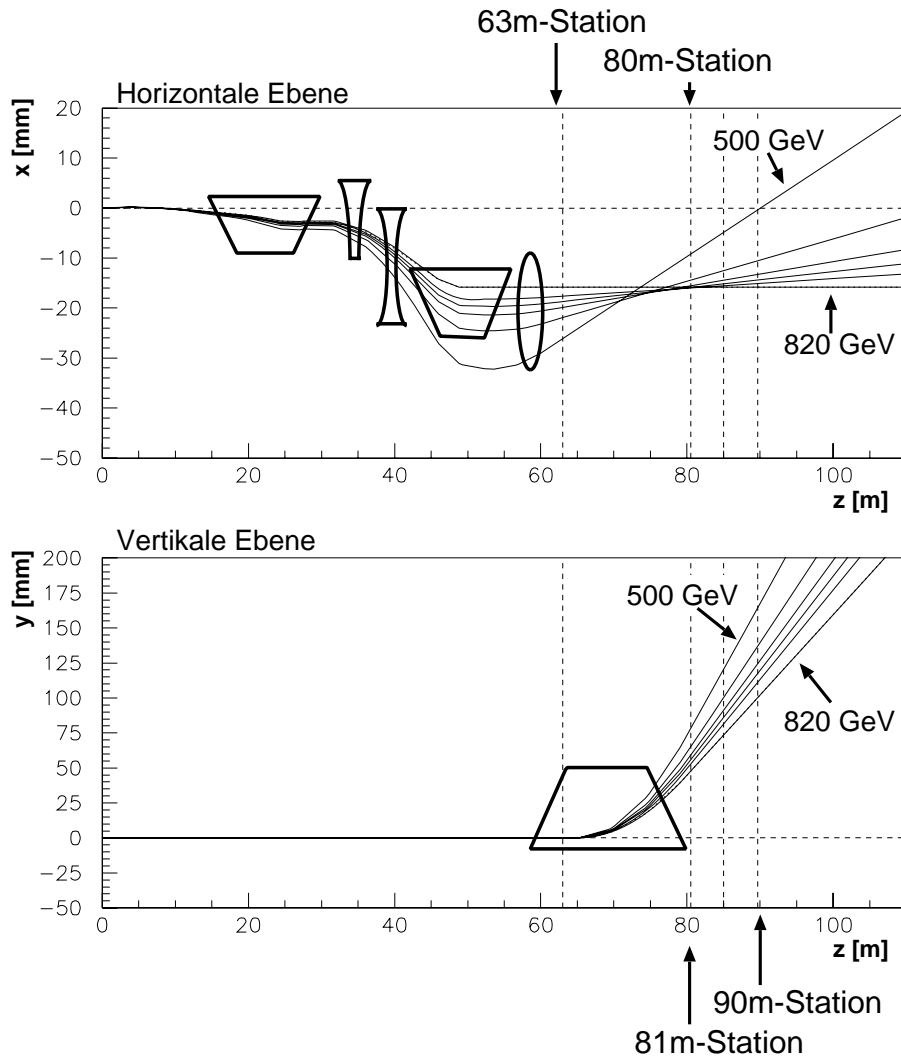 63m-Station
80m-Station
Horizontale Ebene
x [mm]
20
10
0
−10
−20
−30
−40
−50
500 GeV
820 GeV
0
20
40
60
80
100
z [m]
Vertikale Ebene
y [mm]
200
175
150
125
100
75
50
25
0
−25
−50
500 GeV
820 GeV
0
20
40
60
80
100
z [m]
90m-Station
81m-Station